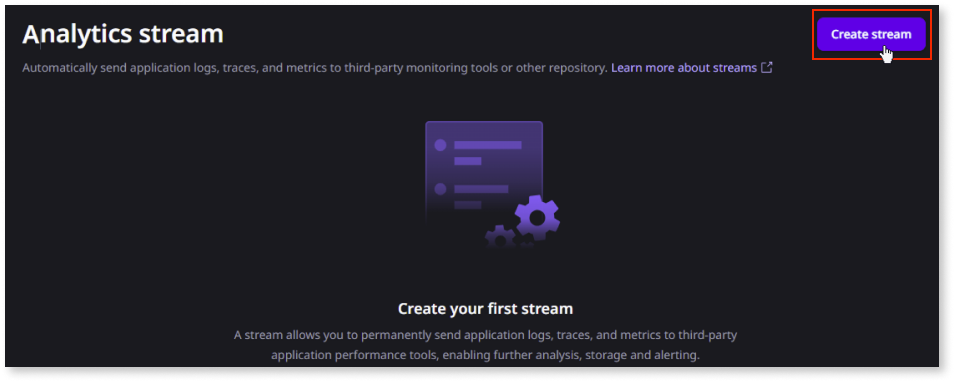 Analytics stream
Create stream
Automatically send application logs, traces, and metrics to third-party monitoring tools or other repository. Learn more about streams
Create your first stream
A stream allows you to permanently send application logs, traces, and metrics to third-party
application performance tools, enabling further analysis, storage and alerting.